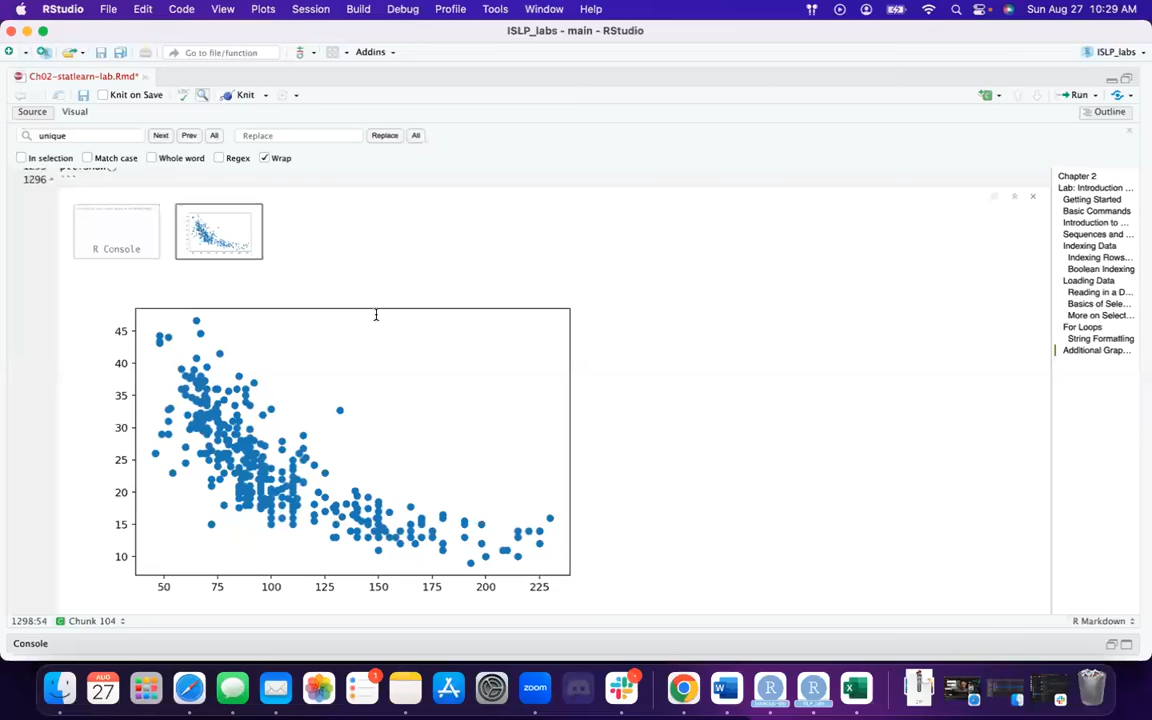 RStudio File Edit Code View Plots Session Build Debug Profile Tools Window Help Sun Aug 27 10:29 AM
ISLP_labs - main - RStudio
Go to file/function Addins ISLP_labs
Ch02-statlearn-lab.Rmd*
Knit on Save ABC Knit Run
Source Visual Outline
unique Next Prev All Replace Replace All
In selection Match case Whole word Regex Wrap
1296
R Console
45
40
35
30
25
20
15
10
50 75 100 125 150 175 200 225
Chapter 2
Lab: Introduction ...
Getting Started
Basic Commands
Introduction to ...
Sequences and ...
Indexing Data
Indexing Rows...
Boolean Indexing
Loading Data
Reading in a D...
Basics of Sele...
More on Select...
For Loops
String Formatting
Additional Grap...
1298:54 Chunk 104 R Markdown
Console
AUG
27
1
zoom
W
R
R
X
ISLP_labs